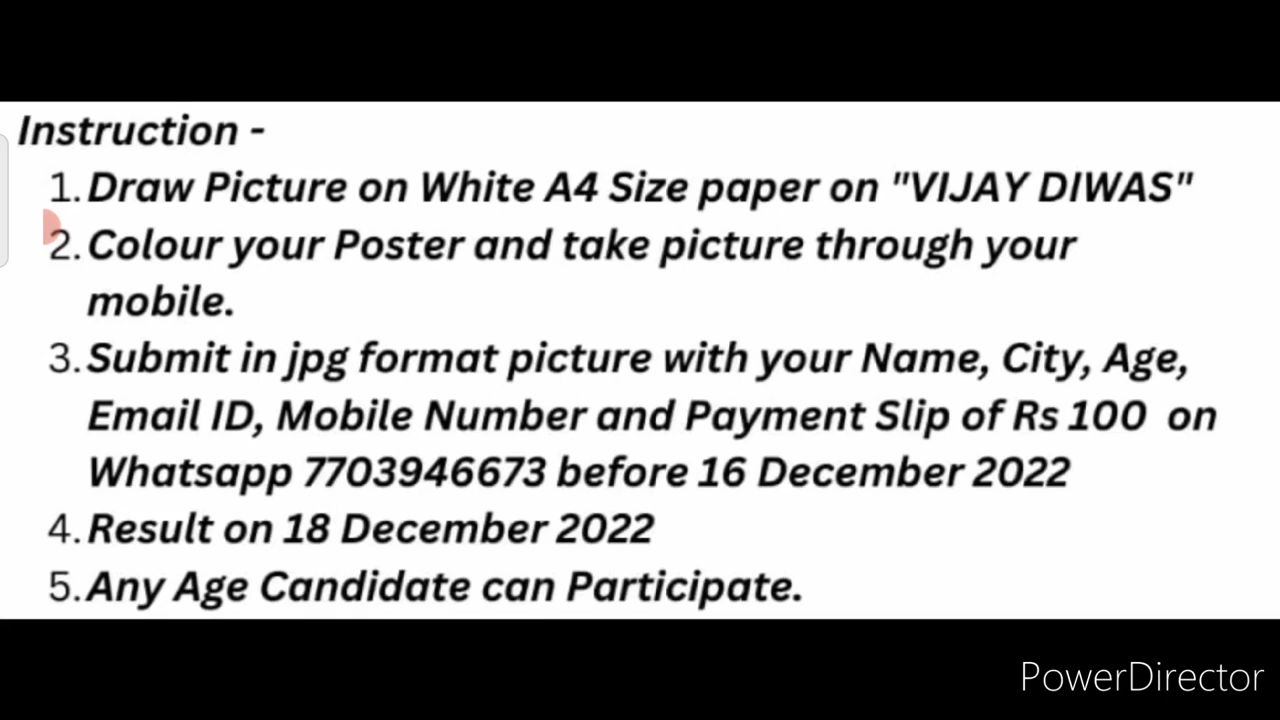 Instruction -
1. Draw Picture on White A4 Size paper on "VIJAY DIWAS"
2. Colour your Poster and take picture through your
mobile.
3. Submit in jpg format picture with your Name, City, Age,
Email ID, Mobile Number and Payment Slip of Rs 100 on
Whatsapp 7703946673 before 16 December 2022
4. Result on 18 December 2022
5. Any Age Candidate can Participate.
PowerDirector